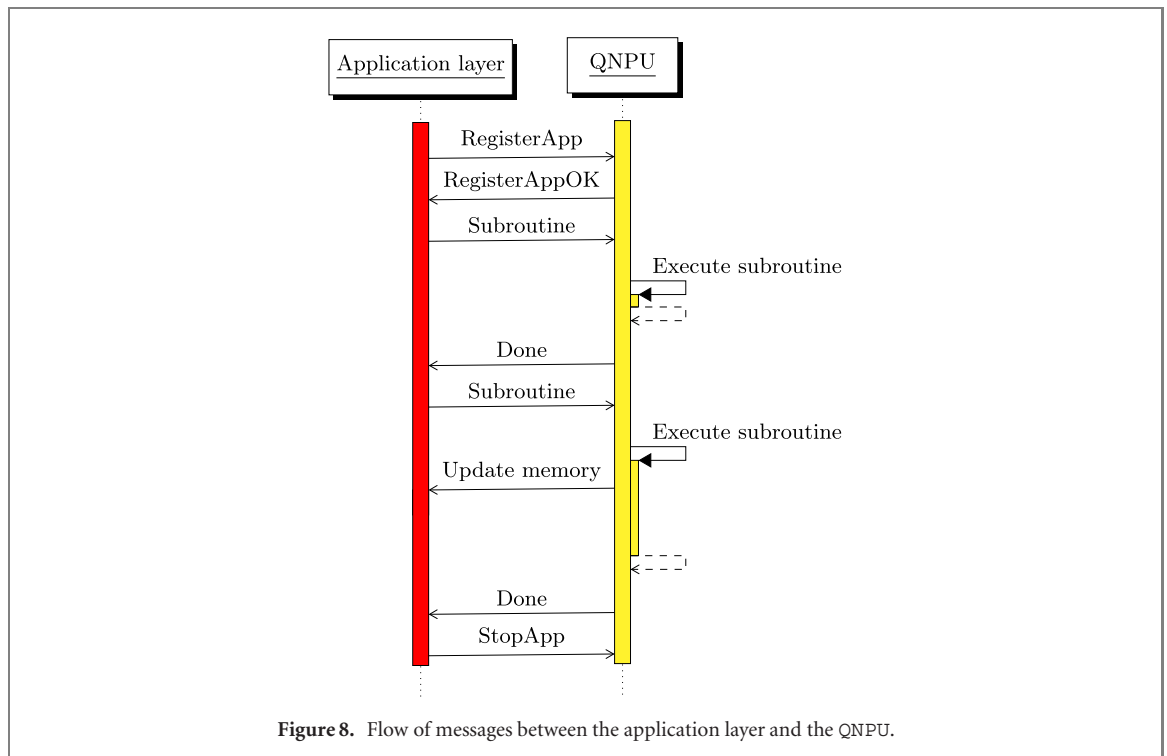 Application layer
QNPU
RegisterApp
RegisterAppOK
Subroutine
Execute subroutine
Done
Subroutine
Execute subroutine
Update memory
Done
StopApp
Figure 8. Flow of messages between the application layer and the QNPU.